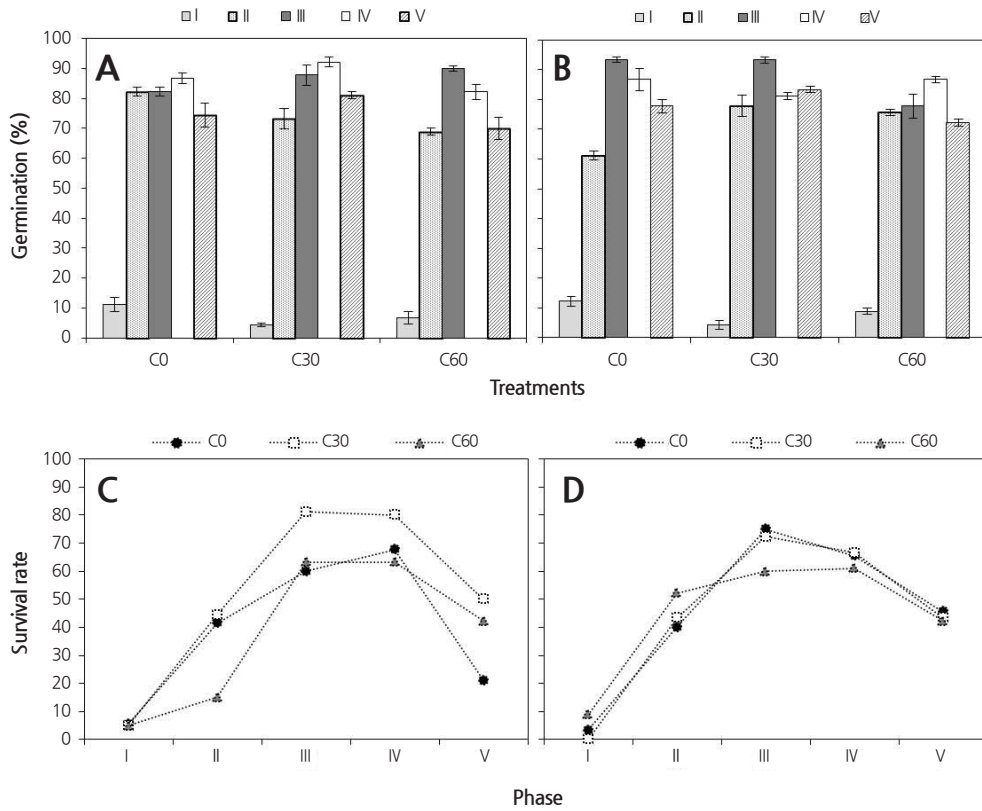 I II III IV V
I II III IV V
A
B
Germination (%)
100
90
80
70
60
50
40
30
20
10
0
C0 C30 C60
C0 C30 C60
Treatments
C0 C30 C60
C0 C30 C60
C
D
Survival rate
100
90
80
70
60
50
40
30
20
10
0
I II III IV V
I II III IV V
Phase